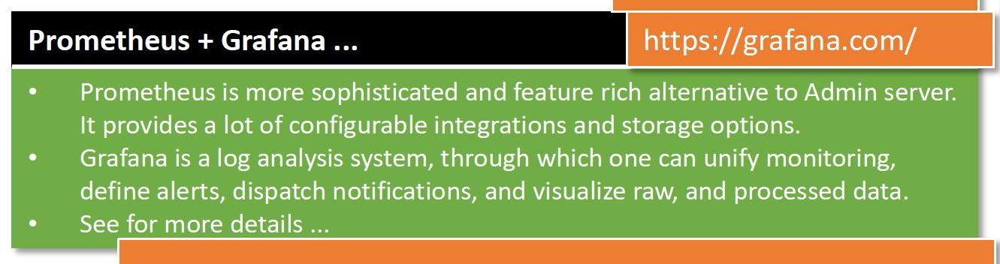 Prometheus + Grafana ...
https://grafana.com/
• Prometheus is more sophisticated and feature rich alternative to Admin server.
It provides a lot of configurable integrations and storage options.
• Grafana is a log analysis system, through which one can unify monitoring,
define alerts, dispatch notifications, and visualize raw, and processed data.
• See for more details ...